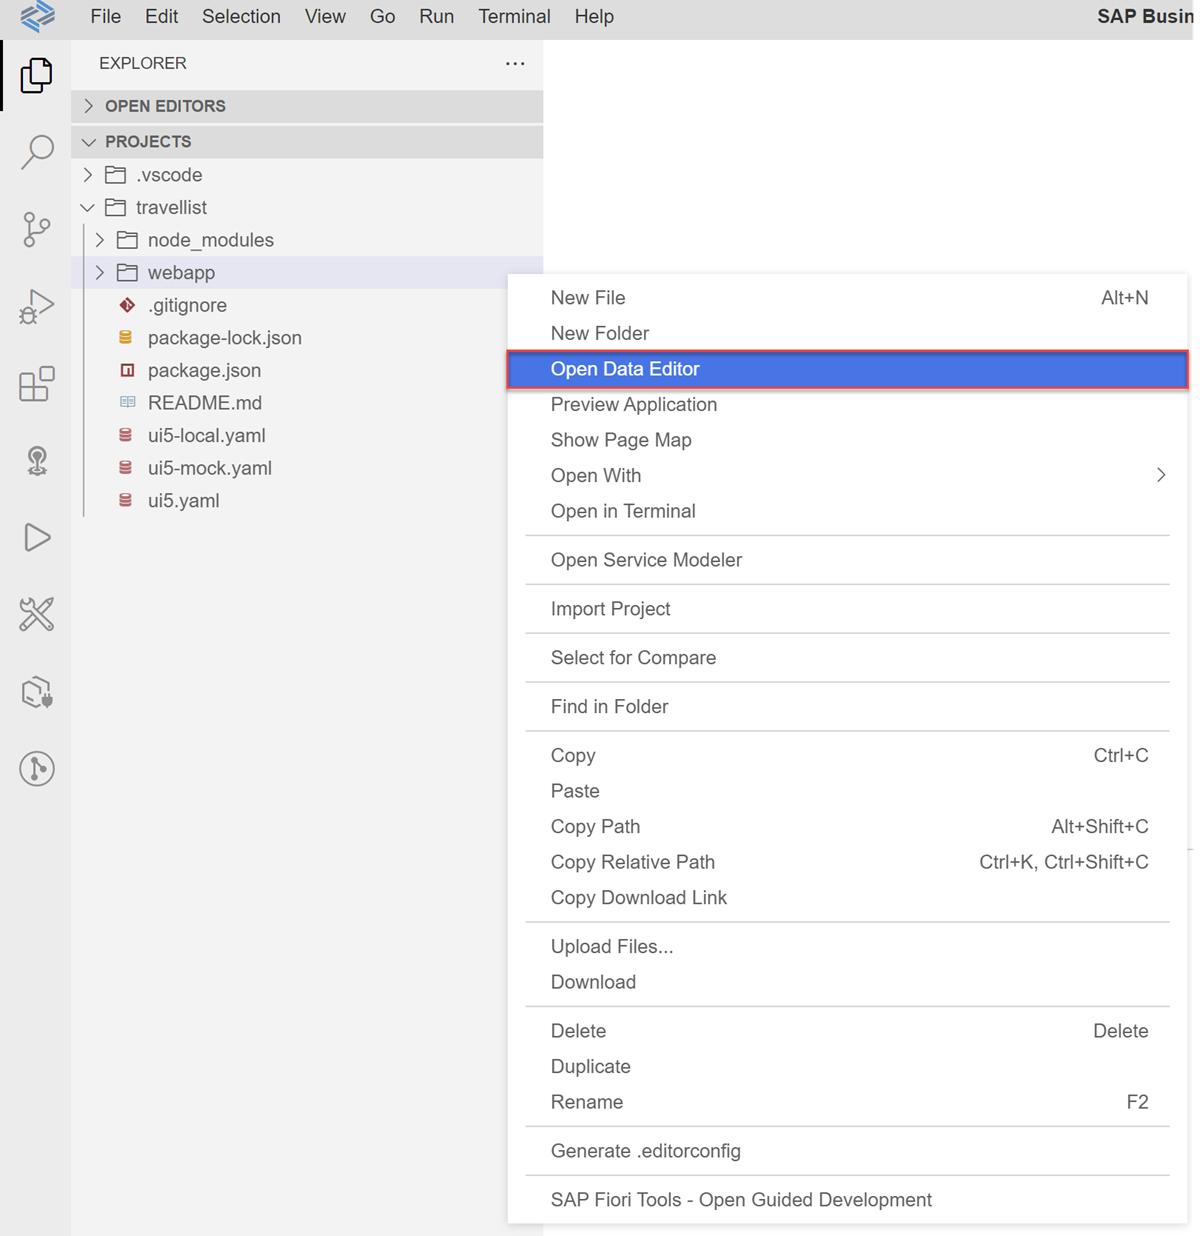 File Edit Selection View Go Run Terminal Help SAP Busin
EXPLORER
OPEN EDITORS
PROJECTS
.vscode
travellist
node_modules
webapp
.gitignore
package-lock.json
package.json
README.md
ui5-local.yaml
ui5-mock.yaml
ui5.yaml
New File Alt+N
New Folder
Open Data Editor
Preview Application
Show Page Map
Open With
Open in Terminal
Open Service Modeler
Import Project
Select for Compare
Find in Folder
Copy Ctrl+C
Paste
Copy Path Alt+Shift+C
Copy Relative Path Ctrl+K, Ctrl+Shift+C
Copy Download Link
Upload Files...
Download
Delete Delete
Duplicate
Rename F2
Generate .editorconfig
SAP Fiori Tools - Open Guided Development